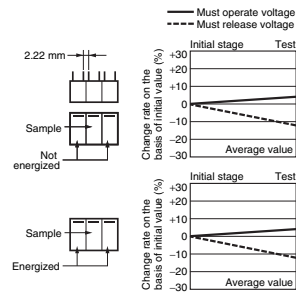 Must operate voltage
Must release voltage
2.22 mm
Sample
Not
energized
Initial stage
Test
Change rate on the
basis of initial value (%)
+30
+20
+10
0
−10
−20
−30
Average value
Sample
Energized
Initial stage
Test
Change rate on the
basis of initial value (%)
+30
+20
+10
0
−10
−20
−30
Average value